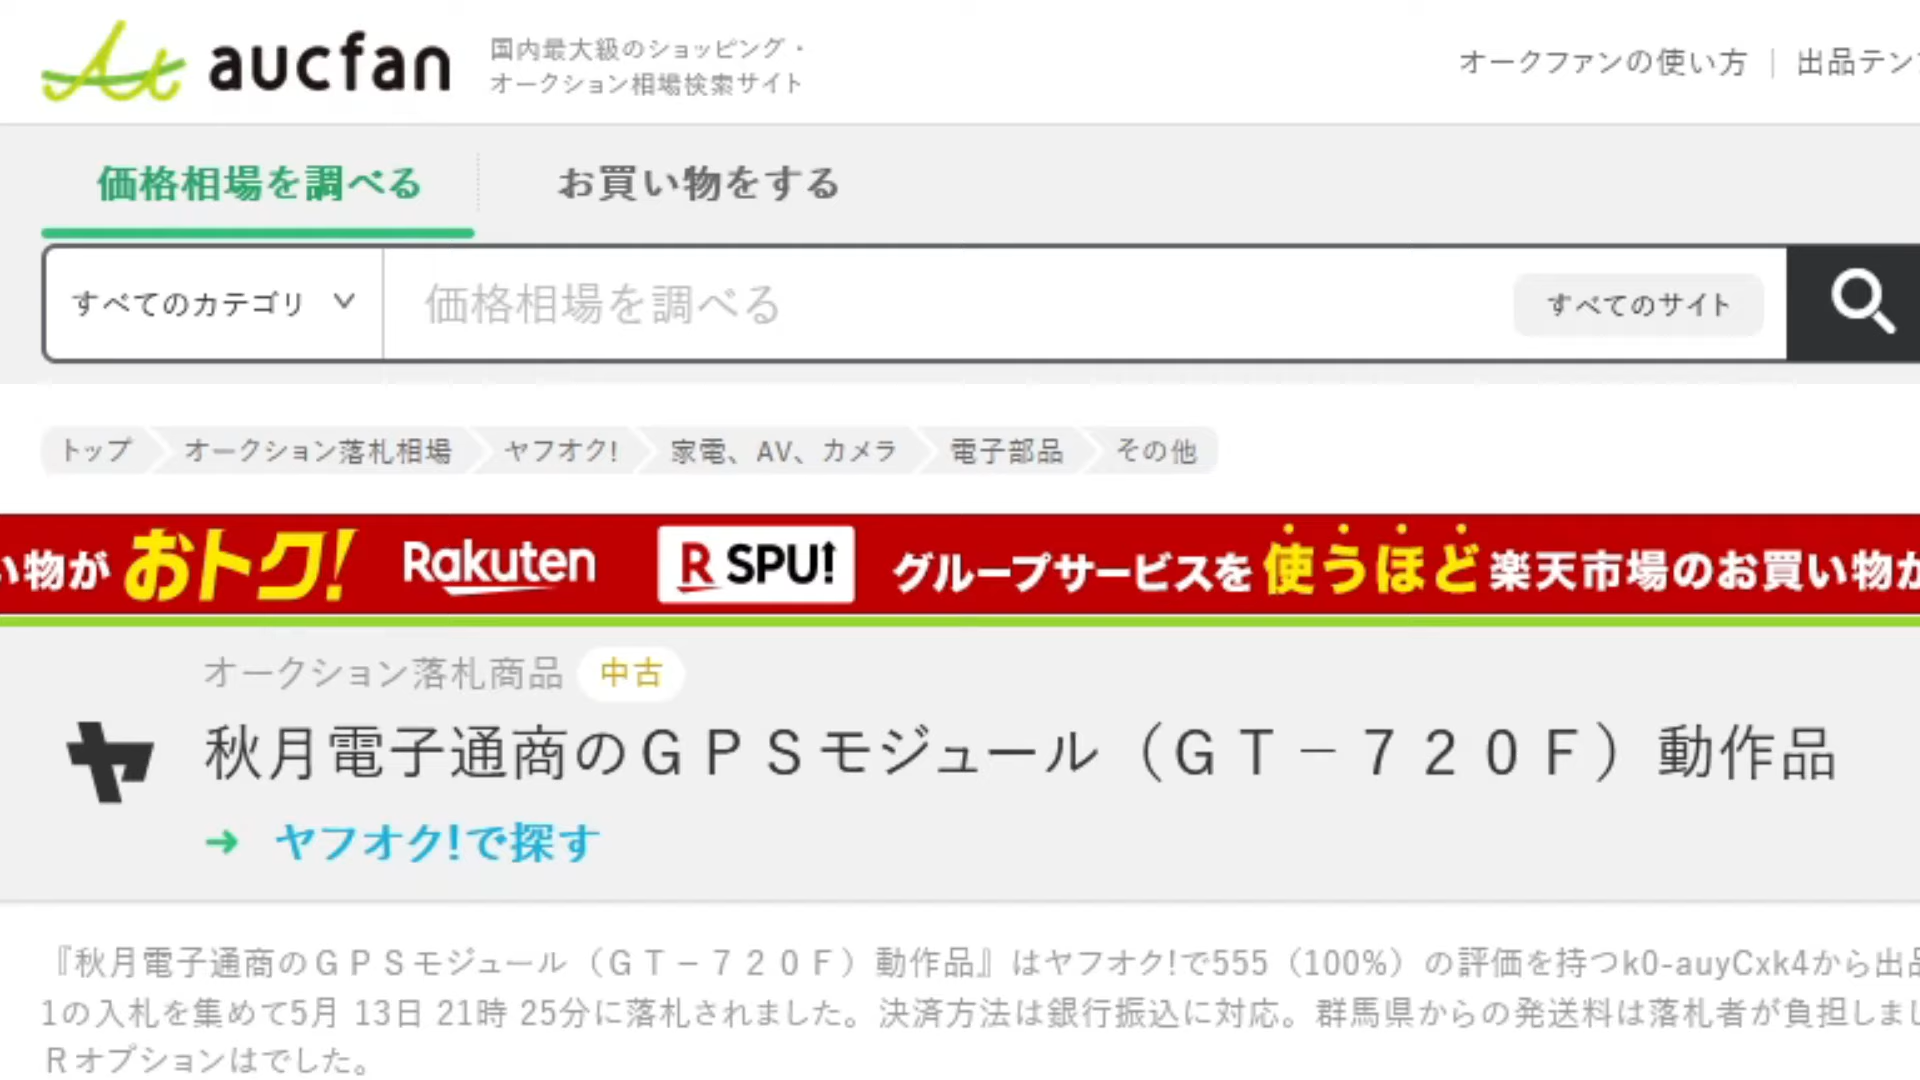 aucfan
国内最大級のショッピング・
オークション相場検索サイト
オークファンの使い方
出品テン
価格相場を調べる
お買い物をする
すべてのカテゴリ
価格相場を調べる
すべてのサイト
トップ
オークション落札相場
ヤフオク!
家電、AV、カメラ
電子部品
その他
い物が おトク! Rakuten R SPU! グループサービスを使うほど楽天市場のお買い物が
オークション落札商品 中古
ヤ
秋月電子通商のＧＰＳモジュール（ＧＴ－７２０Ｆ）動作品
→ ヤフオク!で探す
『秋月電子通商のＧＰＳモジュール（ＧＴ－７２０Ｆ）動作品』はヤフオク!で555（100%）の評価を持つk0-auyCxk4から出品
1の入札を集めて5月 13日 21時 25分に落札されました。決済方法は銀行振込に対応。群馬県からの発送料は落札者が負担しまし
Ｒオプションはでした。